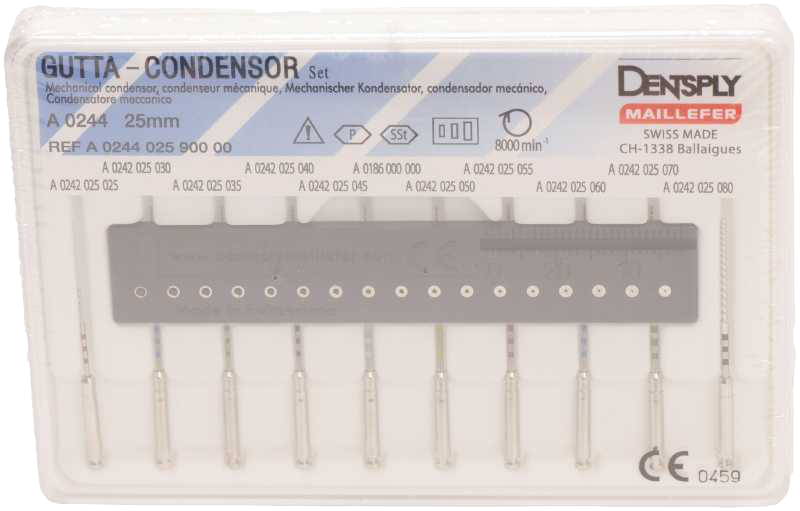 GUTTA – CONDENSOR Set
Mechanical condensor, condenseur mécanique, Mechanischer Kondensator, condensador mecánico,
Condensatore meccanico
A 0244 25mm
REF A 0244 025 900 00
P
SSt
8000 min-1
DENTSPLY
MAILLEFER
SWISS MADE
CH-1338 Ballaigues
A 0242 025 030 A 0242 025 040 A 0186 000 000 A 0242 025 055 A 0242 025 070
A 0242 025 025 A 0242 025 035 A 0242 025 045 A 0242 025 050 A 0242 025 060 A 0242 025 080
CE
Made in
CE 0459